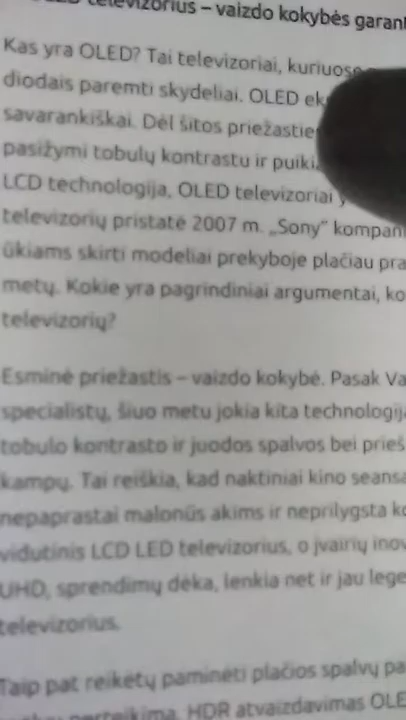 televizorius – vaizdo kokybės garan
Kas yra OLED? Tai televizoriai, kuriuose
diodais paremti skydeliai. OLED ek
savarankiškai. Dėl šitos priežastie
pasižymi tobulų kontrastu ir puiki
LCD technologija, OLED televizoriai
televizorių pristatė 2007 m. „Sony“ kompan
ūkiams skirti modeliai prekyboje plačiau pra
metų. Kokie yra pagrindiniai argumentai, ko
televizorių?
Esminė priežastis – vaizdo kokybė. Pasak Va
specialistų, šiuo metu jokia kita technologij
tobulo kontrasto ir juodos spalvos bei prieš
kampų. Tai reiškia, kad naktiniai kino seansa
nepaprastai malonūs akims ir neprilygsta ko
vidutinis LCD LED televizorius, o įvairių inov
UHD, sprendimų dėka, lenkia net ir jau lege
televizorius.
Taip pat reikėtų paminėti plačios spalvų pa
perteikimą. HDR atvaizdavimas OLE